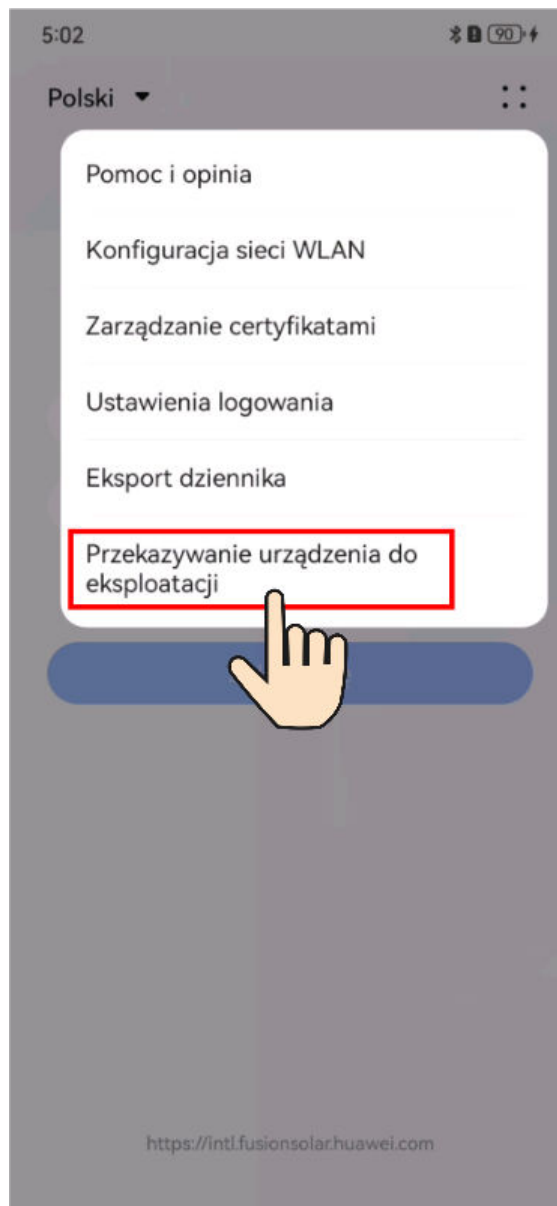 5:02
90
Polski
Pomoc i opinia
Konfiguracja sieci WLAN
Zarządzanie certyfikatami
Ustawienia logowania
Eksport dziennika
Przekazywanie urządzenia do
eksploatacji
https://intl.fusionsolar.huawei.com